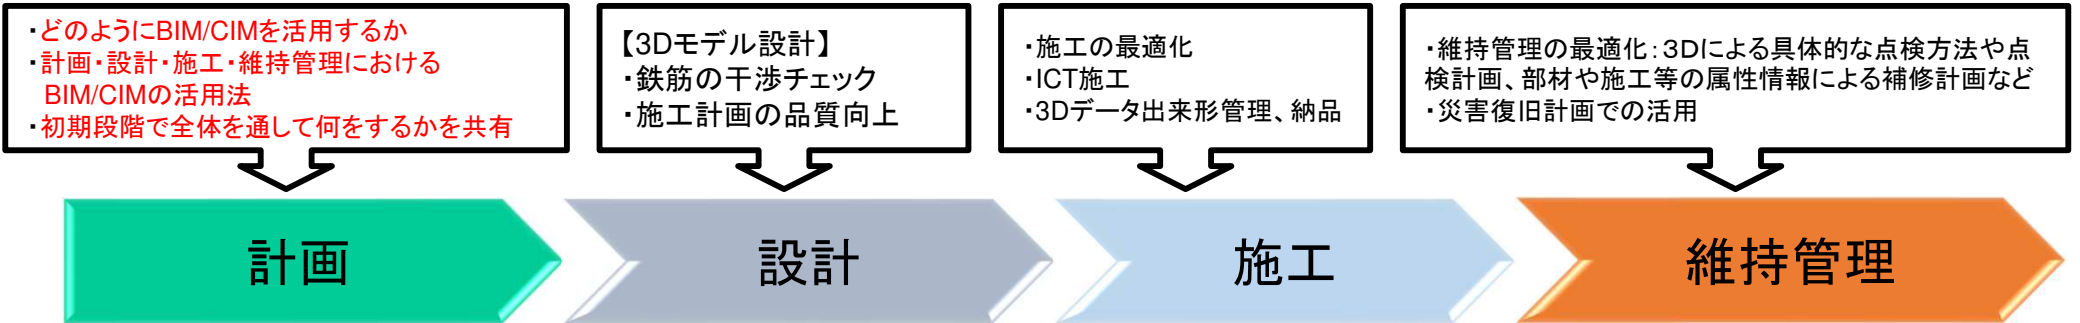 ・どのようにBIM/CIMを活用するか
・計画・設計・施工・維持管理における
BIM/CIMの活用法
・初期段階で全体を通して何をするかを共有
【3Dモデル設計】
・鉄筋の干渉チェック
・施工計画の品質向上
・施工の最適化
・ICT施工
・3Dデータ出来形管理、納品
・維持管理の最適化：３Ｄによる具体的な点検方法や点
検計画、部材や施工等の属性情報による補修計画など
・災害復旧計画での活用
計画
設計
施工
維持管理